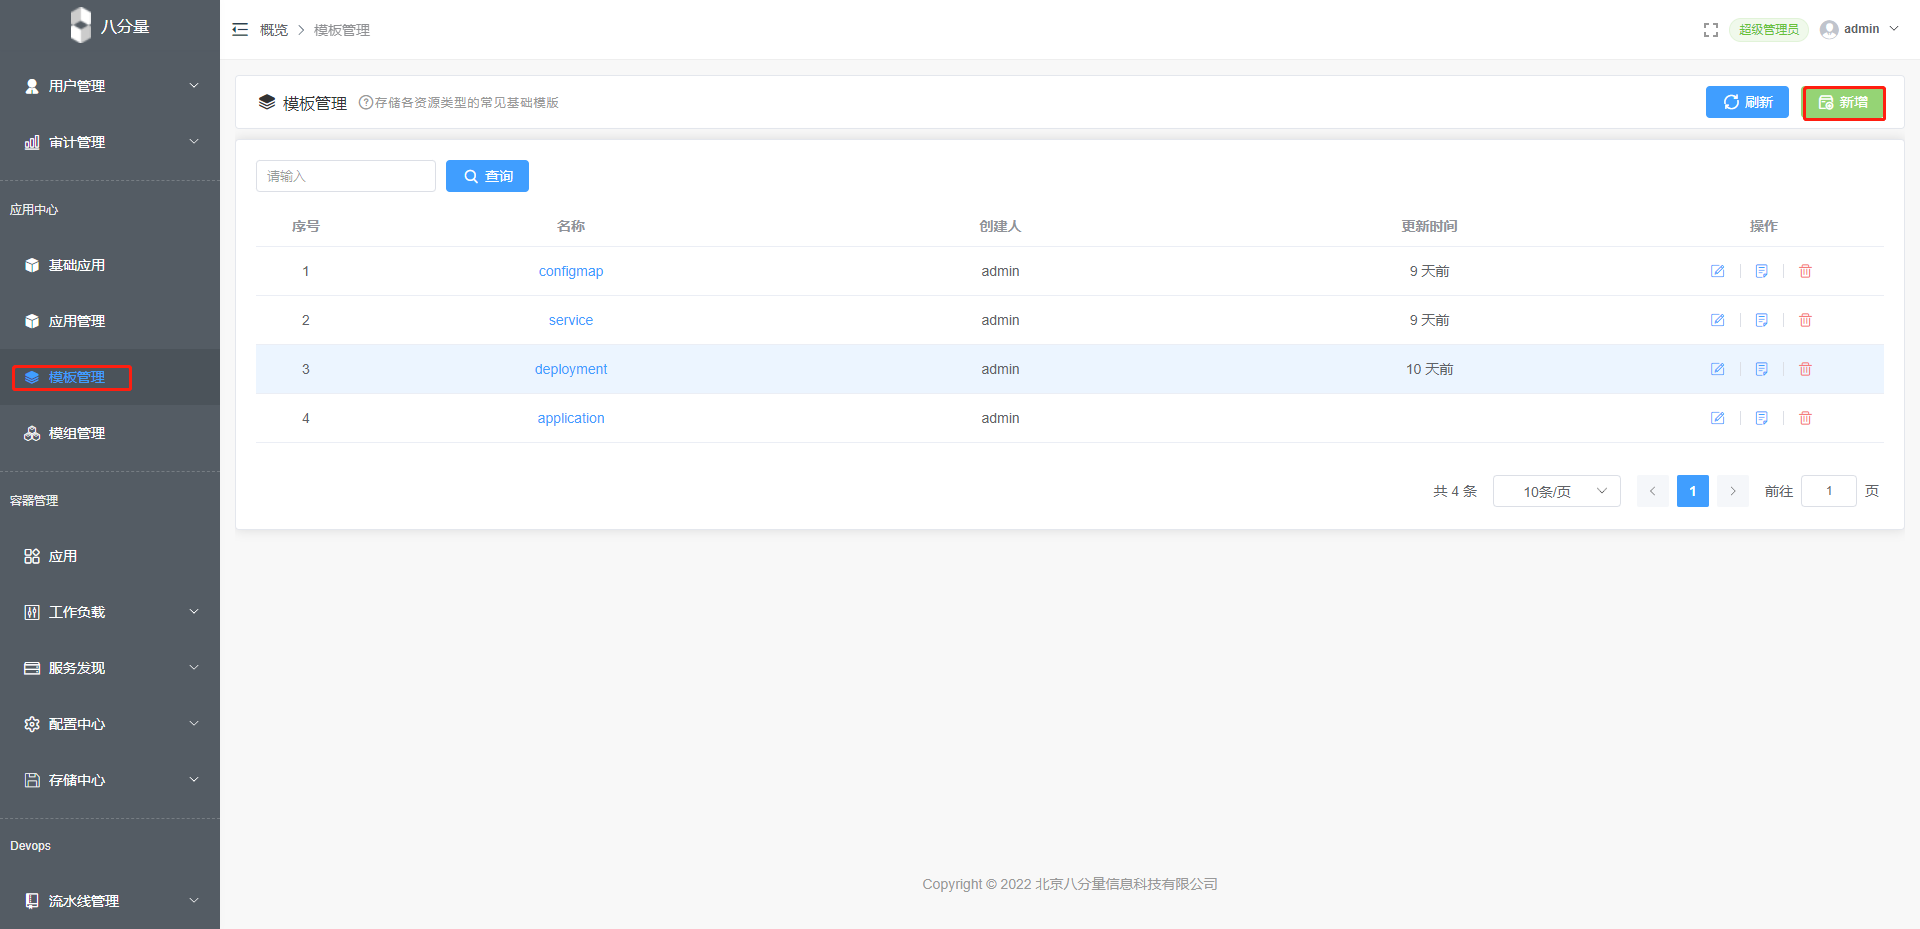 八分量
用户管理
审计管理
应用中心
基础应用
应用管理
模板管理
模组管理
容器管理
应用
工作负载
服务发现
配置中心
存储中心
Devops
流水线管理
概览 > 模板管理
超级管理员 admin
模板管理 ?存储各资源类型的常见基础模版
刷新 新增
请输入 查询
序号 名称 创建人 更新时间 操作
1 configmap admin 9 天前
2 service admin 9 天前
3 deployment admin 10 天前
4 application admin
共 4 条 10条/页 < 1 > 前往 1 页
Copyright © 2022 北京八分量信息科技有限公司